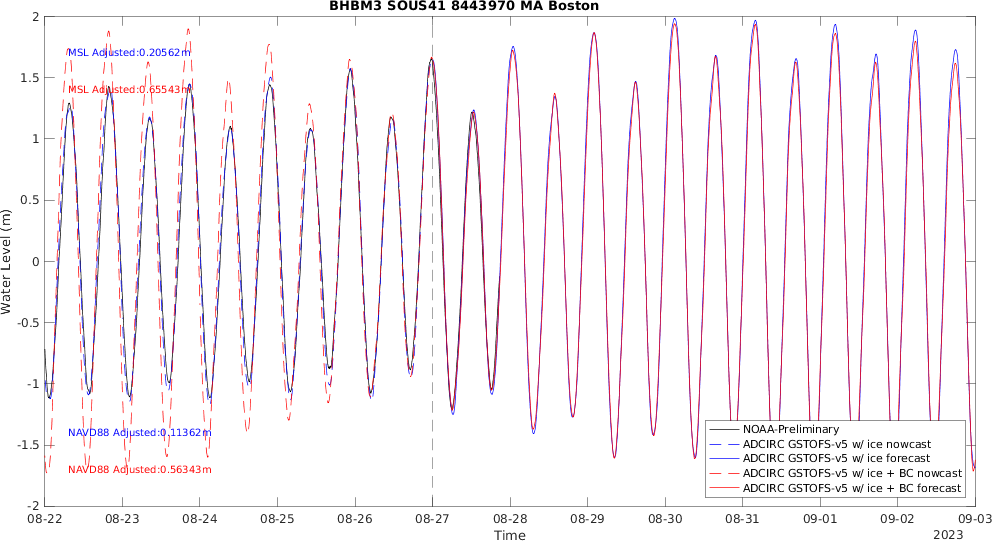 BHBM3 SOUS41 8443970 MA Boston
MSL Adjusted:0.20562m
MSL Adjusted:0.65543m
NAVD88 Adjusted:0.11362m
NAVD88 Adjusted:0.56343m
Water Level (m)
2
1.5
1
0.5
0
-0.5
-1
-1.5
-2
NOAA-Preliminary
ADCIRC GSTOFS-v5 w/ ice nowcast
ADCIRC GSTOFS-v5 w/ ice forecast
ADCIRC GSTOFS-v5 w/ ice + BC nowcast
ADCIRC GSTOFS-v5 w/ ice + BC forecast
08-22 08-23 08-24 08-25 08-26 08-27 08-28 08-29 08-30 08-31 09-01 09-02 09-03
Time
2023